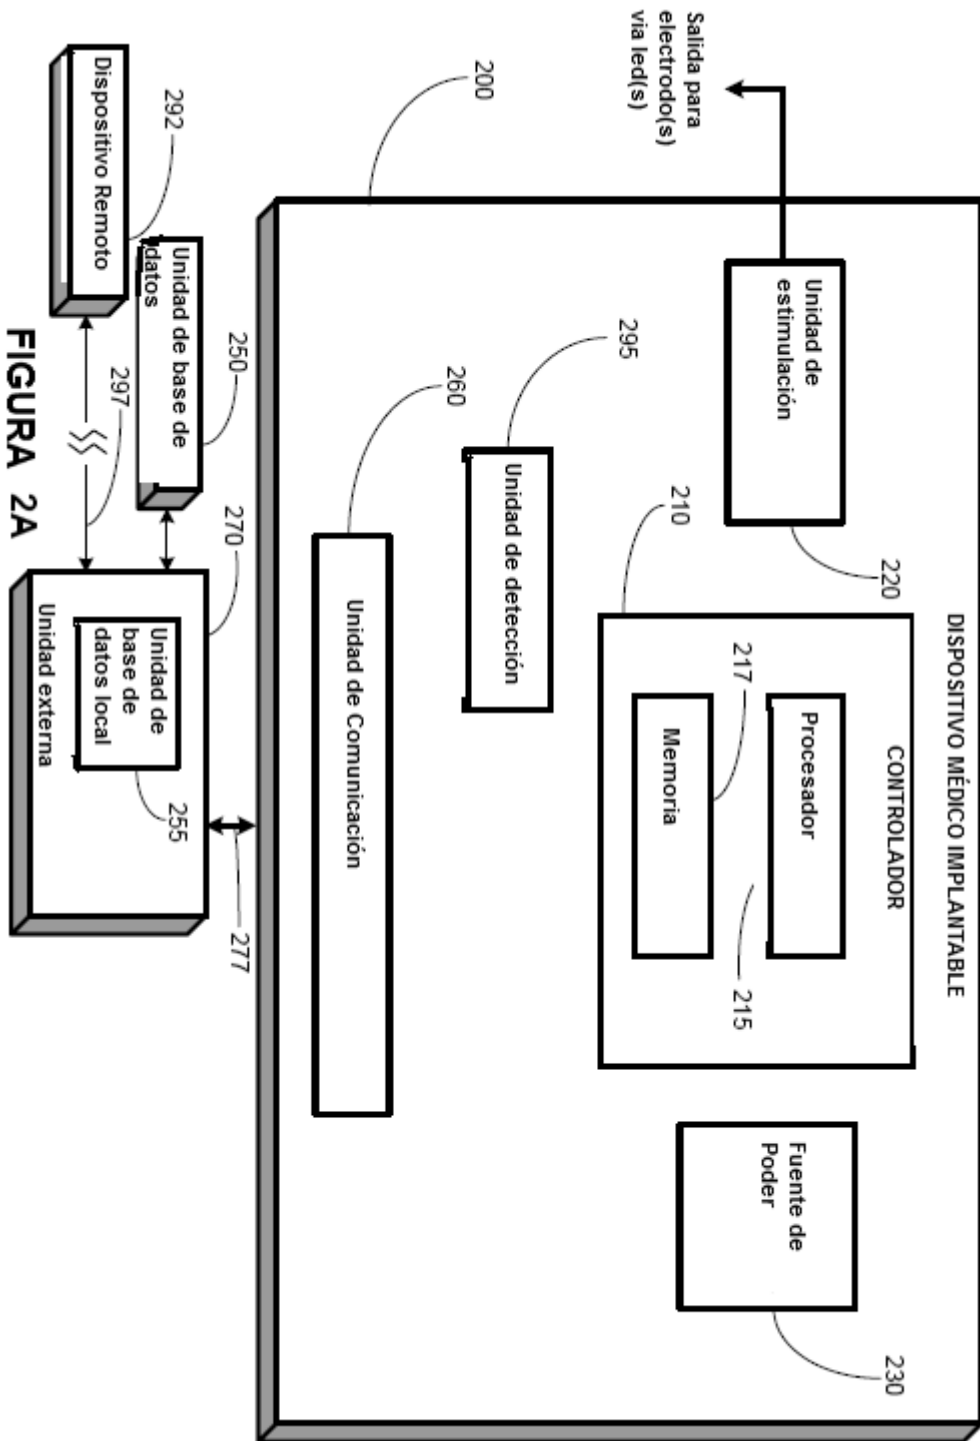 DISPOSITIVO MÉDICO IMPLANTABLE
Salida para
electrodo(s)
via led(s)
Unidad de
estimulación
220
CONTROLADOR
Procesador
215
217
Memoria
210
Fuente de
Poder
230
295
Unidad de detección
260
Unidad de Comunicación
200
292
Dispositivo Remoto
250
Unidad de base de
datos
297
270
Unidad de
base de
datos local
255
Unidad externa
277
FIGURA 2A